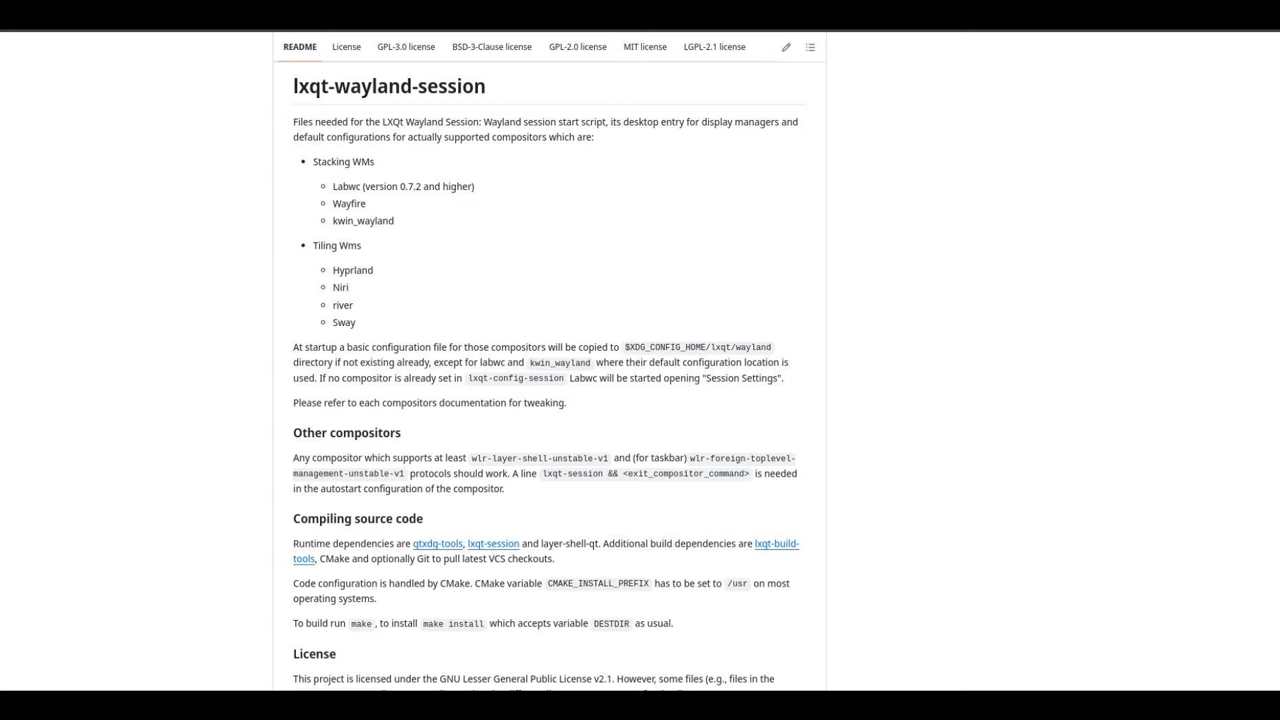 README License GPL-3.0 license BSD-3-Clause license GPL-2.0 license MIT license LGPL-2.1 license
lxqt-wayland-session
Files needed for the LXQt Wayland Session: Wayland session start script, its desktop entry for display managers and
default configurations for actually supported compositors which are:
Stacking WMs
Labwc (version 0.7.2 and higher)
Wayfire
kwin_wayland
Tiling Wms
Hyprland
Niri
river
Sway
At startup a basic configuration file for those compositors will be copied to $XDG_CONFIG_HOME/lxqt/wayland
directory if not existing already, except for labwc and kwin_wayland where their default configuration location is
used. If no compositor is already set in lxqt-config-session Labwc will be started opening "Session Settings".
Please refer to each compositors documentation for tweaking.
Other compositors
Any compositor which supports at least wlr-layer-shell-unstable-v1 and (for taskbar) wlr-foreign-toplevel-
management-unstable-v1 protocols should work. A line lxqt-session && <exit_compositor_command> is needed
in the autostart configuration of the compositor.
Compiling source code
Runtime dependencies are qtxdg-tools, lxqt-session and layer-shell-qt. Additional build dependencies are lxqt-build-
tools, CMake and optionally Git to pull latest VCS checkouts.
Code configuration is handled by CMake. CMake variable CMAKE_INSTALL_PREFIX has to be set to /usr on most
operating systems.
To build run make, to install make install which accepts variable DESTDIR as usual.
License
This project is licensed under the GNU Lesser General Public License v2.1. However, some files (e.g., files in the